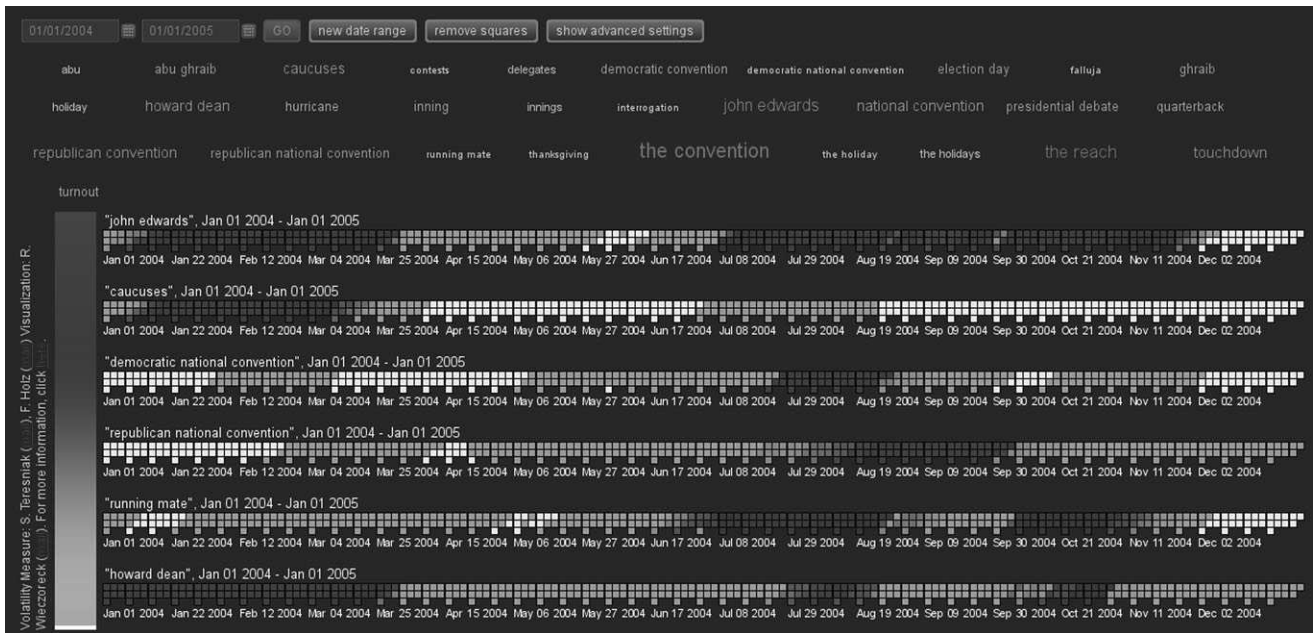 01/01/2004 01/01/2005 GO new date range remove squares show advanced settings
abu abu ghraib caucuses contests delegates democratic convention democratic national convention election day falluja ghraib
holiday howard dean hurricane inning innings interrogation john edwards national convention presidential debate quarterback
republican convention republican national convention running mate thanksgiving the convention the holiday the holidays the reach touchdown
turnout
"john edwards", Jan 01 2004 - Jan 01 2005
Jan 01 2004 Jan 22 2004 Feb 12 2004 Mar 04 2004 Mar 25 2004 Apr 15 2004 May 06 2004 May 27 2004 Jun 17 2004 Jul 08 2004 Jul 29 2004 Aug 19 2004 Sep 09 2004 Sep 30 2004 Oct 21 2004 Nov 11 2004 Dec 02 2004
"caucuses", Jan 01 2004 - Jan 01 2005
Jan 01 2004 Jan 22 2004 Feb 12 2004 Mar 04 2004 Mar 25 2004 Apr 15 2004 May 06 2004 May 27 2004 Jun 17 2004 Jul 08 2004 Jul 29 2004 Aug 19 2004 Sep 09 2004 Sep 30 2004 Oct 21 2004 Nov 11 2004 Dec 02 2004
"democratic national convention", Jan 01 2004 - Jan 01 2005
Jan 01 2004 Jan 22 2004 Feb 12 2004 Mar 04 2004 Mar 25 2004 Apr 15 2004 May 06 2004 May 27 2004 Jun 17 2004 Jul 08 2004 Jul 29 2004 Aug 19 2004 Sep 09 2004 Sep 30 2004 Oct 21 2004 Nov 11 2004 Dec 02 2004
"republican national convention", Jan 01 2004 - Jan 01 2005
Jan 01 2004 Jan 22 2004 Feb 12 2004 Mar 04 2004 Mar 25 2004 Apr 15 2004 May 06 2004 May 27 2004 Jun 17 2004 Jul 08 2004 Jul 29 2004 Aug 19 2004 Sep 09 2004 Sep 30 2004 Oct 21 2004 Nov 11 2004 Dec 02 2004
"running mate", Jan 01 2004 - Jan 01 2005
Jan 01 2004 Jan 22 2004 Feb 12 2004 Mar 04 2004 Mar 25 2004 Apr 15 2004 May 06 2004 May 27 2004 Jun 17 2004 Jul 08 2004 Jul 29 2004 Aug 19 2004 Sep 09 2004 Sep 30 2004 Oct 21 2004 Nov 11 2004 Dec 02 2004
"howard dean", Jan 01 2004 - Jan 01 2005
Jan 01 2004 Jan 22 2004 Feb 12 2004 Mar 04 2004 Mar 25 2004 Apr 15 2004 May 06 2004 May 27 2004 Jun 17 2004 Jul 08 2004 Jul 29 2004 Aug 19 2004 Sep 09 2004 Sep 30 2004 Oct 21 2004 Nov 11 2004 Dec 02 2004
Volatility Measure: S. Teresniak ( ), F. Holz ( ) Visualization: R.
Wieczoreck ( ). For more information, click .